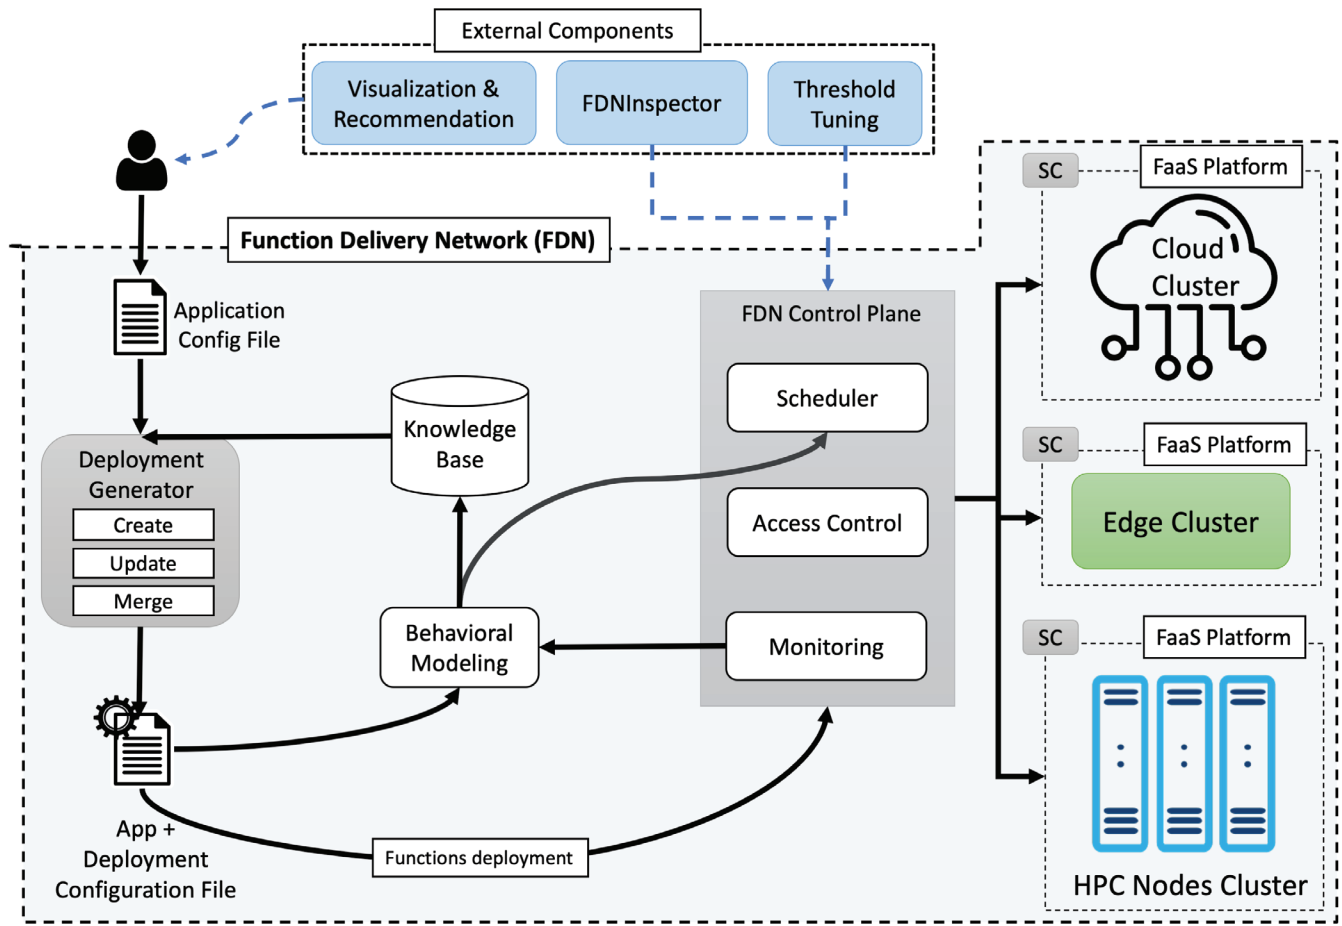 External Components
Visualization &
Recommendation
FDNInspector
Threshold
Tuning
Function Delivery Network (FDN)
Application
Config File
Deployment
Generator
Create
Update
Merge
App +
Deployment
Configuration File
Knowledge
Base
Behavioral
Modeling
Functions deployment
FDN Control Plane
Scheduler
Access Control
Monitoring
SC
FaaS Platform
Cloud
Cluster
SC
FaaS Platform
Edge Cluster
SC
FaaS Platform
HPC Nodes Cluster